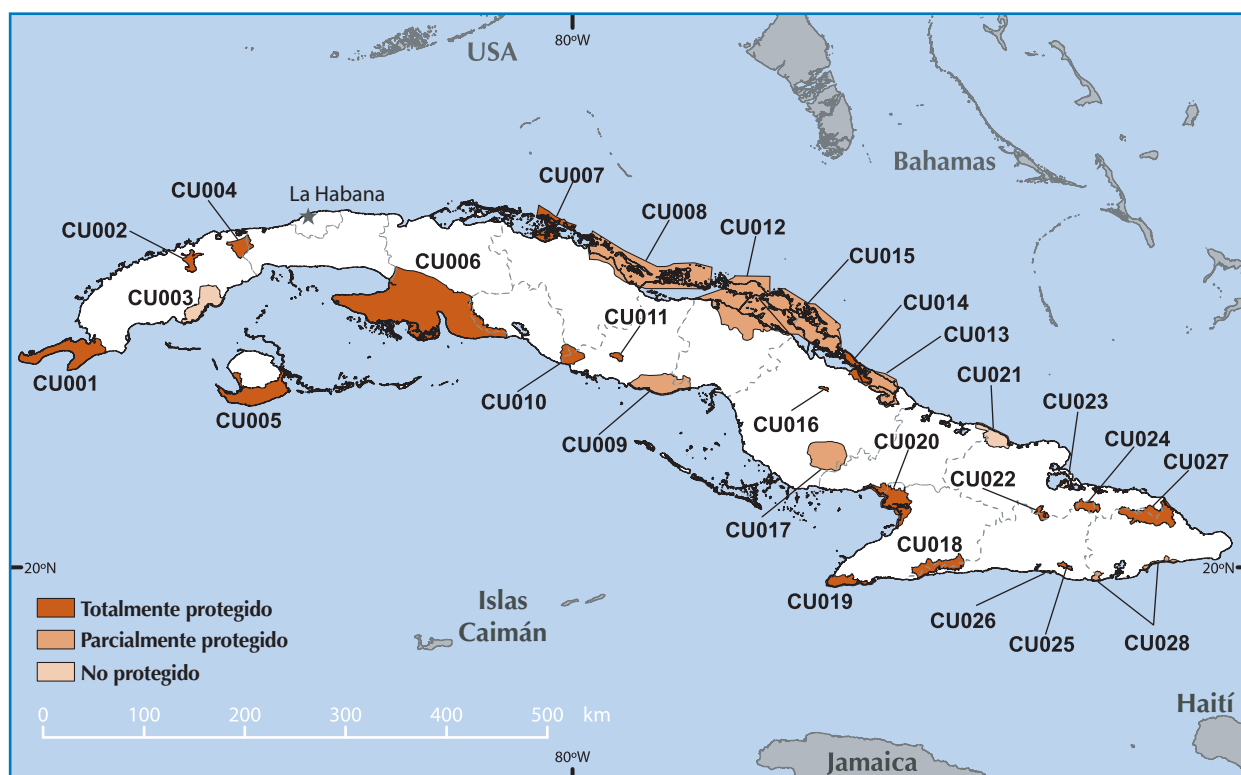 80ºW
USA
Bahamas
CU007
CU004
La Habana
CU008
CU002
CU012
CU006
CU015
CU003
CU011
CU014
CU013
CU001
CU021
CU005
CU010
CU023
CU016
CU009
CU020
CU024
CU027
CU022
CU017
CU018
20ºN
20ºN
CU019
Totalmente protegido
Islas
Caimán
CU026
Parcialmente protegido
CU025
CU028
No protegido
0 100 200 300 400 500 km
Haití
80ºW
Jamaica